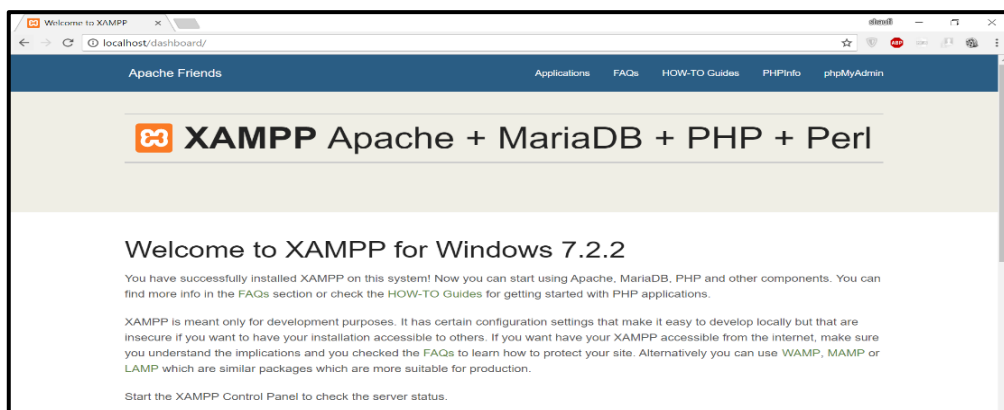 Welcome to XAMPP
localhost/dashboard/
ABP
Apache Friends
Applications FAQs HOW-TO Guides PHPInfo phpMyAdmin
XAMPP Apache + MariaDB + PHP + Perl
Welcome to XAMPP for Windows 7.2.2
You have successfully installed XAMPP on this system! Now you can start using Apache, MariaDB, PHP and other components. You can
find more info in the FAQs section or check the HOW-TO Guides for getting started with PHP applications.
XAMPP is meant only for development purposes. It has certain configuration settings that make it easy to develop locally but that are
insecure if you want to have your installation accessible to others. If you want have your XAMPP accessible from the internet, make sure
you understand the implications and you checked the FAQs to learn how to protect your site. Alternatively you can use WAMP, MAMP or
LAMP which are similar packages which are more suitable for production.
Start the XAMPP Control Panel to check the server status.